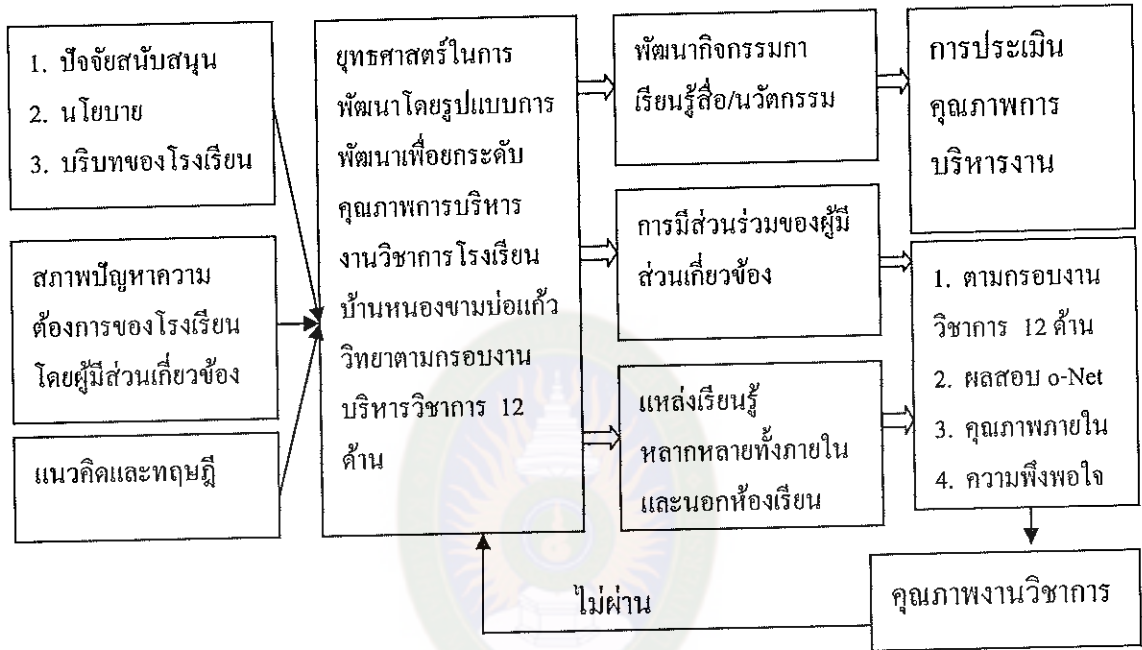 1. ปัจจัยสนับสนุน
2. นโยบาย
3. บริบทของโรงเรียน
สภาพปัญหาความ
ต้องการของโรงเรียน
โดยผู้มีส่วนเกี่ยวข้อง
แนวคิดและทฤษฎี
ยุทธศาสตร์ในการ
พัฒนาโดยรูปแบบการ
พัฒนาเพื่อยกระดับ
คุณภาพการบริหาร
งานวิชาการโรงเรียน
บ้านหนองขามบ่อแก้ว
วิทยาตามกรอบงาน
บริหารวิชาการ 12
ด้าน
พัฒนากิจกรรมกา
เรียนรู้สื่อ/นวัตกรรม
การมีส่วนร่วมของผู้มี
ส่วนเกี่ยวข้อง
แหล่งเรียนรู้
หลากหลายทั้งภายใน
และนอกห้องเรียน
การประเมิน
คุณภาพการ
บริหารงาน
1. ตามกรอบงาน
วิชาการ 12 ด้าน
2. ผลสอบ o-Net
3. คุณภาพภายใน
4. ความพึงพอใจ
คุณภาพงานวิชาการ
ไม่ผ่าน